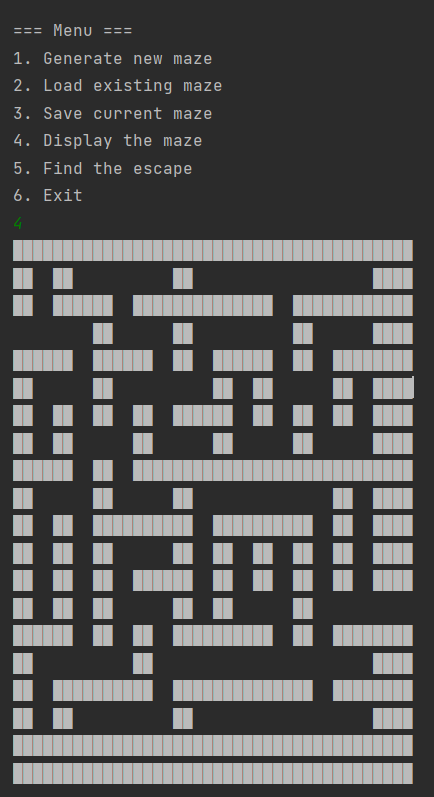 === Menu ===
1. Generate new maze
2. Load existing maze
3. Save current maze
4. Display the maze
5. Find the escape
6. Exit
4